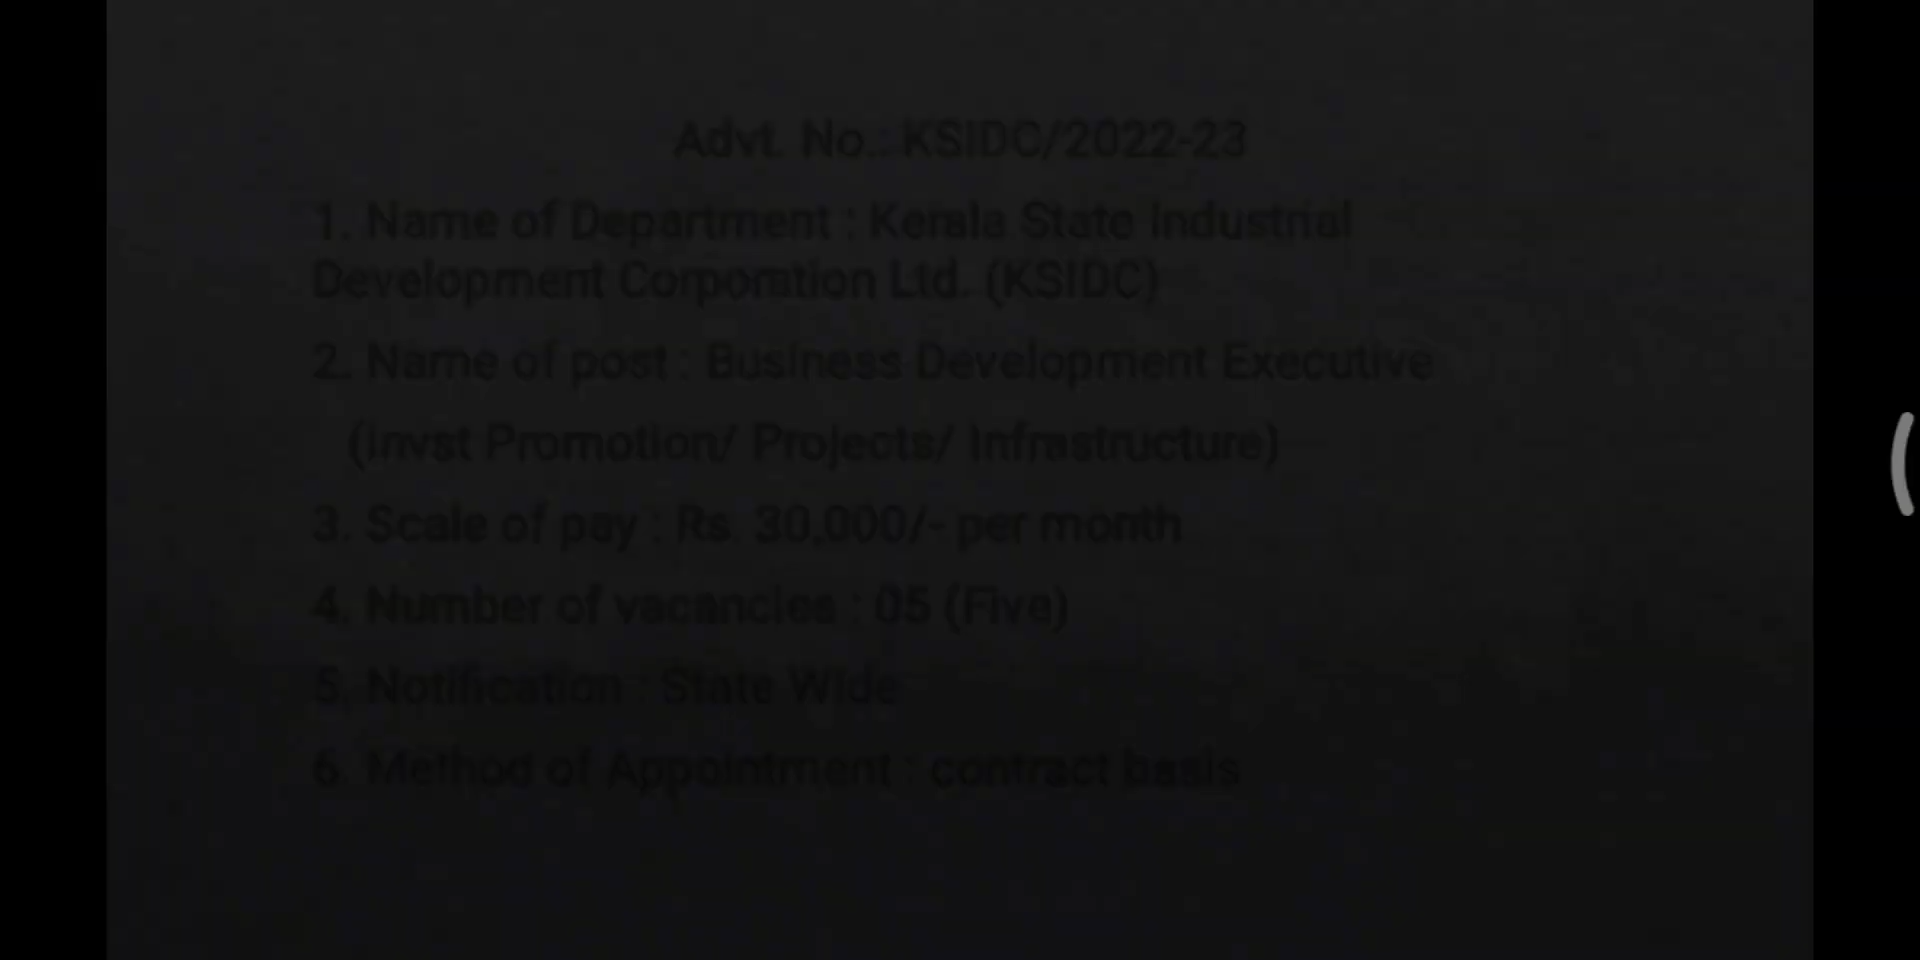 Advt. No.: KSIDC/2022-23
1. Name of Department : Kerala State Industrial
Development Corporation Ltd. (KSIDC)
2. Name of post : Business Development Executive
(Invst Promotion/ Projects/ Infrastructure)
3. Scale of pay : Rs. 30,000/- per month
4. Number of vacancies : 05 (Five)
5. Notification : State Wide
6. Method of Appointment : contract basis